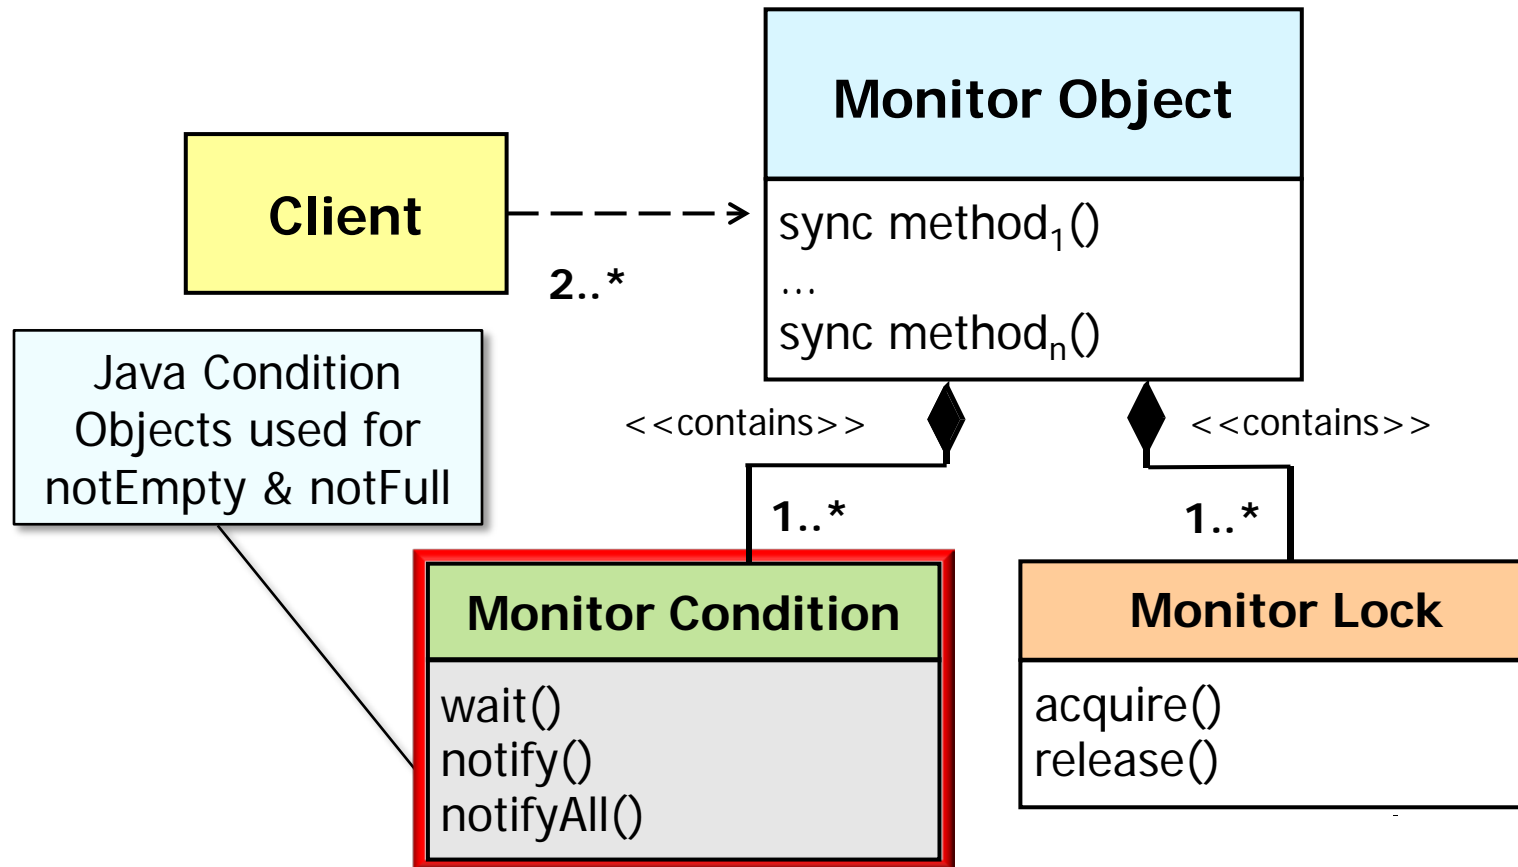 Monitor Object
sync method₁()
...
sync methodₙ()
Client
2..*
Java Condition
Objects used for
notEmpty & notFull
<<contains>>
<<contains>>
1..*
1..*
Monitor Condition
wait()
notify()
notifyAll()
Monitor Lock
acquire()
release()